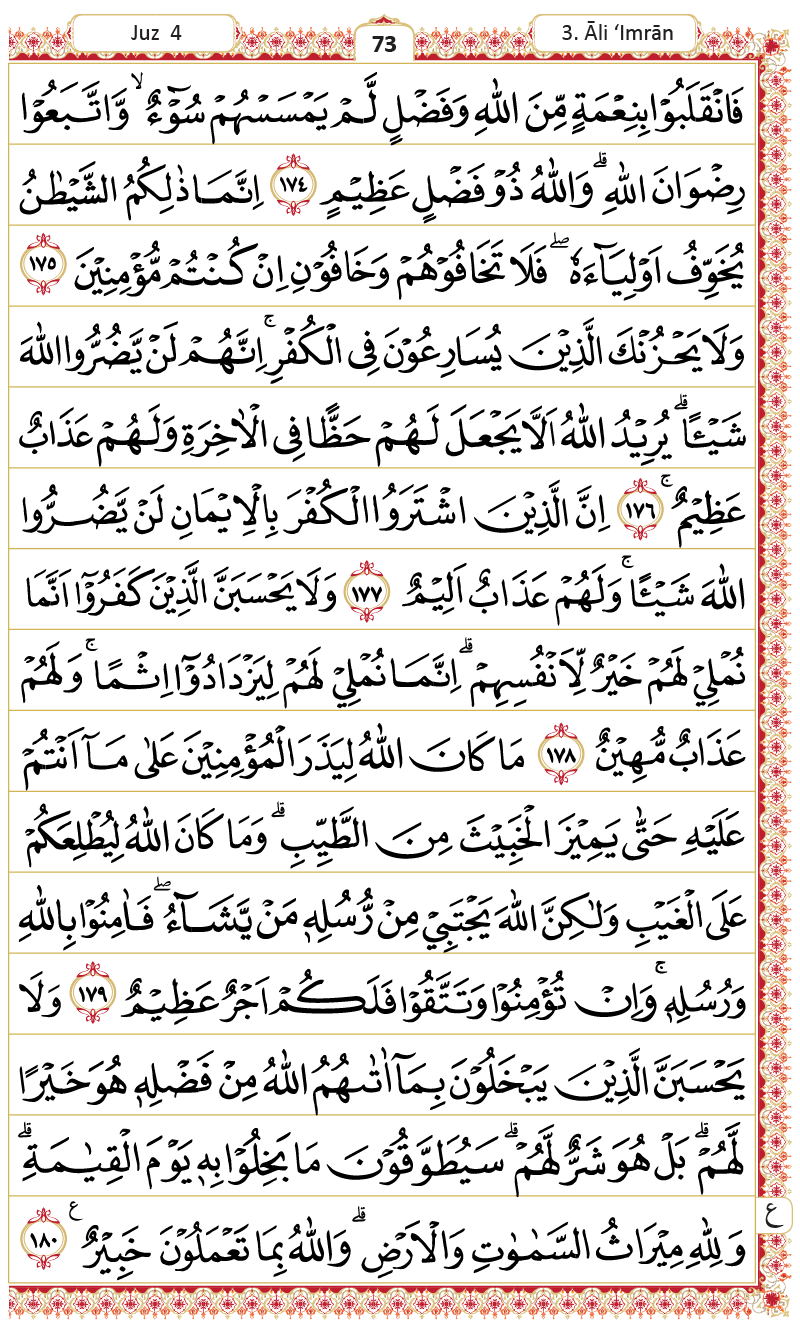 Juz 4
73
3. Āli ‘Imrān
فَانْقَلَبُوْا بِنِعْمَةٍ مِّنَ اللّٰهِ وَفَضْلٍ لَّمْ يَمْسَسْهُمْ سُوْۤءٌۙ وَّاتَّبَعُوْا
رِضْوَانَ اللّٰهِۗ وَاللّٰهُ ذُوْ فَضْلٍ عَظِيْمٍ ١٧٤ اِنَّمَا ذٰلِكُمُ الشَّيْطٰنُ
يُخَوِّفُ اَوْلِيَاۤءَهٗۖ فَلَا تَخَافُوْهُمْ وَخَافُوْنِ اِنْ كُنْتُمْ مُّؤْمِنِيْنَ ١٧٥
وَلَا يَحْزُنْكَ الَّذِيْنَ يُسَارِعُوْنَ فِى الْكُفْرِۚ اِنَّهُمْ لَنْ يَّضُرُّوا اللّٰهَ
شَيْـًٔاۗ يُرِيْدُ اللّٰهُ اَلَّا يَجْعَلَ لَهُمْ حَظًّا فِى الْاٰخِرَةِ وَلَهُمْ عَذَابٌ
عَظِيْمٌۚ ١٧٦ اِنَّ الَّذِيْنَ اشْتَرَوُا الْكُفْرَ بِالْاِيْمَانِ لَنْ يَّضُرُّوا
اللّٰهَ شَيْـًٔاۚ وَلَهُمْ عَذَابٌ اَلِيْمٌ ١٧٧ وَلَا يَحْسَبَنَّ الَّذِيْنَ كَفَرُوْٓا اَنَّمَا
نُمْلِيْ لَهُمْ خَيْرٌ لِّاَنْفُسِهِمْۗ اِنَّمَا نُمْلِيْ لَهُمْ لِيَزْدَادُوْٓا اِثْمًاۚ وَلَهُمْ
عَذَابٌ مُّهِيْنٌ ١٧٨ مَا كَانَ اللّٰهُ لِيَذَرَ الْمُؤْمِنِيْنَ عَلٰى مَآ اَنْتُمْ
عَلَيْهِ حَتّٰى يَمِيْزَ الْخَبِيْثَ مِنَ الطَّيِّبِۗ وَمَا كَانَ اللّٰهُ لِيُطْلِعَكُمْ
عَلَى الْغَيْبِ وَلٰكِنَّ اللّٰهَ يَجْتَبِيْ مِنْ رُّسُلِهٖ مَنْ يَّشَاۤءُۖ فَاٰمِنُوْا بِاللّٰهِ
وَرُسُلِهٖۚ وَاِنْ تُؤْمِنُوْا وَتَتَّقُوْا فَلَكُمْ اَجْرٌ عَظِيْمٌ ١٧٩ وَلَا
يَحْسَبَنَّ الَّذِيْنَ يَبْخَلُوْنَ بِمَآ اٰتٰىهُمُ اللّٰهُ مِنْ فَضْلِهٖ هُوَ خَيْرًا
لَّهُمْۗ بَلْ هُوَ شَرٌّ لَّهُمْۗ سَيُطَوَّقُوْنَ مَا بَخِلُوْا بِهٖ يَوْمَ الْقِيٰمَةِۗ
وَلِلّٰهِ مِيْرَاثُ السَّمٰوٰتِ وَالْاَرْضِۗ وَاللّٰهُ بِمَا تَعْمَلُوْنَ خَبِيْرٌ ع ١٨٠
ع